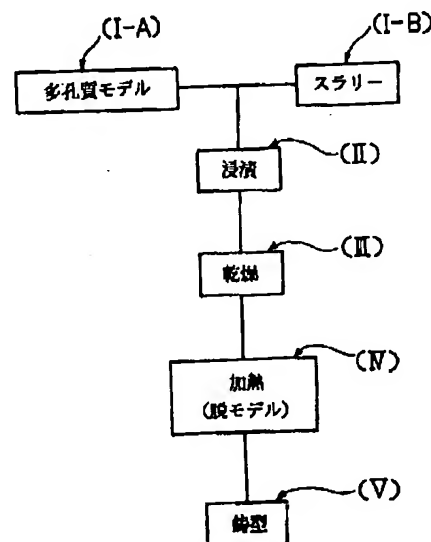 (I-A)
(I-B)
多孔質モデル
スラリー
(II)
浸漬
(III)
乾燥
(IV)
加熱
(脱モデル)
(V)
鋳型